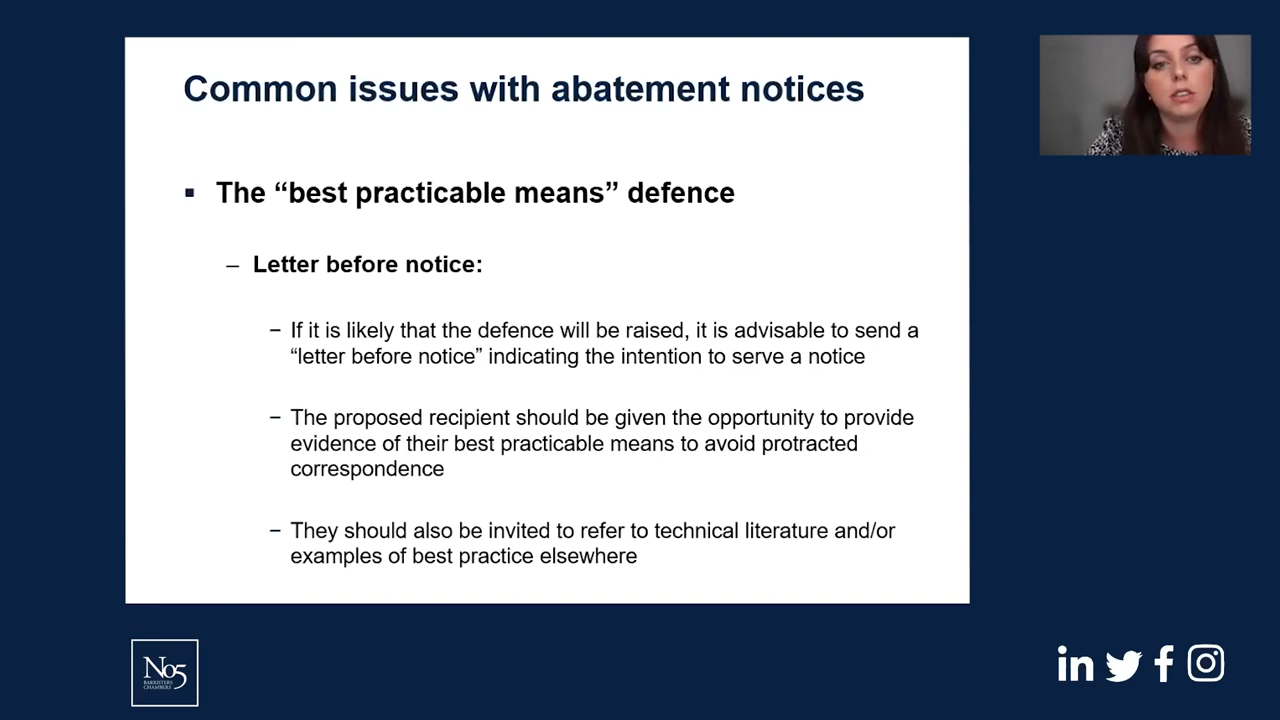 Common issues with abatement notices
▪ The “best practicable means” defence
– Letter before notice:
− If it is likely that the defence will be raised, it is advisable to send a
“letter before notice” indicating the intention to serve a notice
− The proposed recipient should be given the opportunity to provide
evidence of their best practicable means to avoid protracted
correspondence
− They should also be invited to refer to technical literature and/or
examples of best practice elsewhere
No5
BARRISTERS
CHAMBERS
in